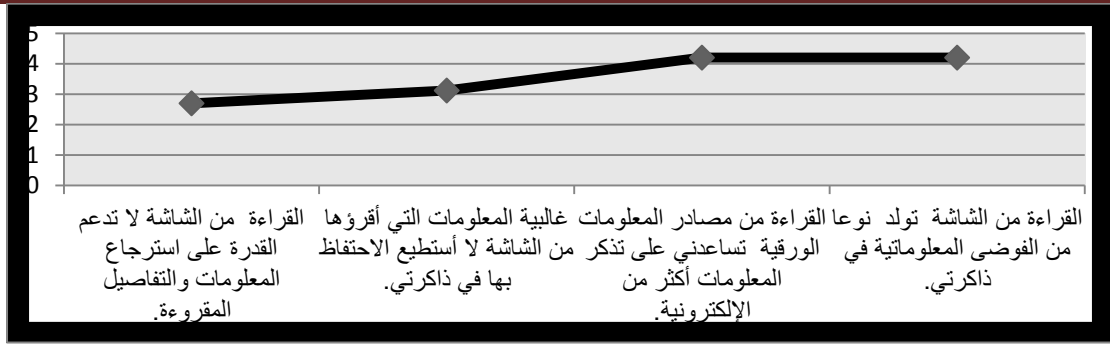 5
4
3
2
1
0
القراءة من الشاشة لا تدعم
القدرة على استرجاع
المعلومات والتفاصيل
المقروءة.
غالبية المعلومات التي أقرؤها
من الشاشة لا أستطيع الاحتفاظ
بها في ذاكرتي.
القراءة من مصادر المعلومات
الورقية تساعدني على تذكر
المعلومات أكثر من
الإلكترونية.
القراءة من الشاشة تولد نوعا
من الفوضى المعلوماتية في
ذاكرتي.